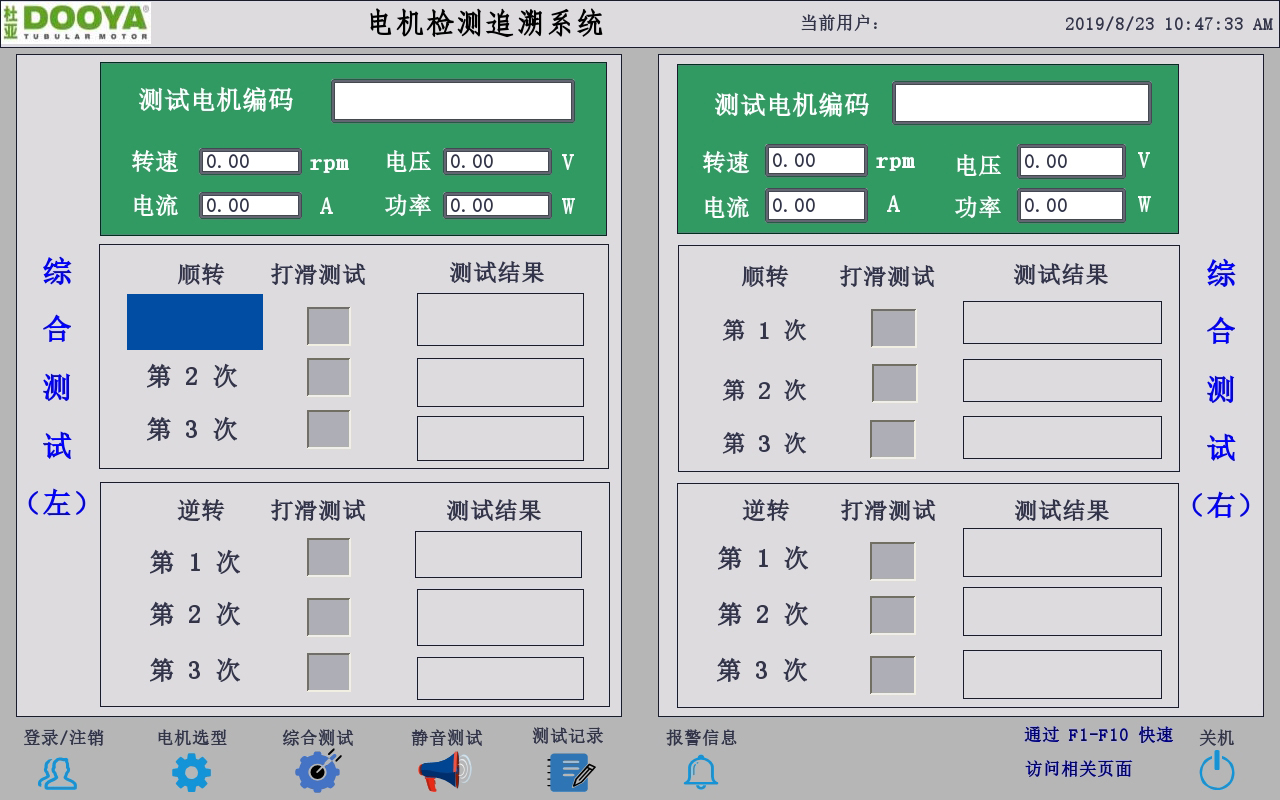 杜亚 DOOYA®
TUBULAR MOTOR
电机检测追溯系统
当前用户：
2019/8/23 10:47:33 AM
测试电机编码
转速 0.00 rpm 电压 0.00 V
电流 0.00 A 功率 0.00 W
综合测试（左）
顺转 打滑测试 测试结果
第 2 次
第 3 次
逆转 打滑测试 测试结果
第 1 次
第 2 次
第 3 次
测试电机编码
转速 0.00 rpm 电压 0.00 V
电流 0.00 A 功率 0.00 W
顺转 打滑测试 测试结果
第 1 次
第 2 次
第 3 次
逆转 打滑测试 测试结果
第 1 次
第 2 次
第 3 次
综合测试（右）
登录/注销 电机选型 综合测试 静音测试 测试记录 报警信息
通过 F1-F10 快速
访问相关页面
关机